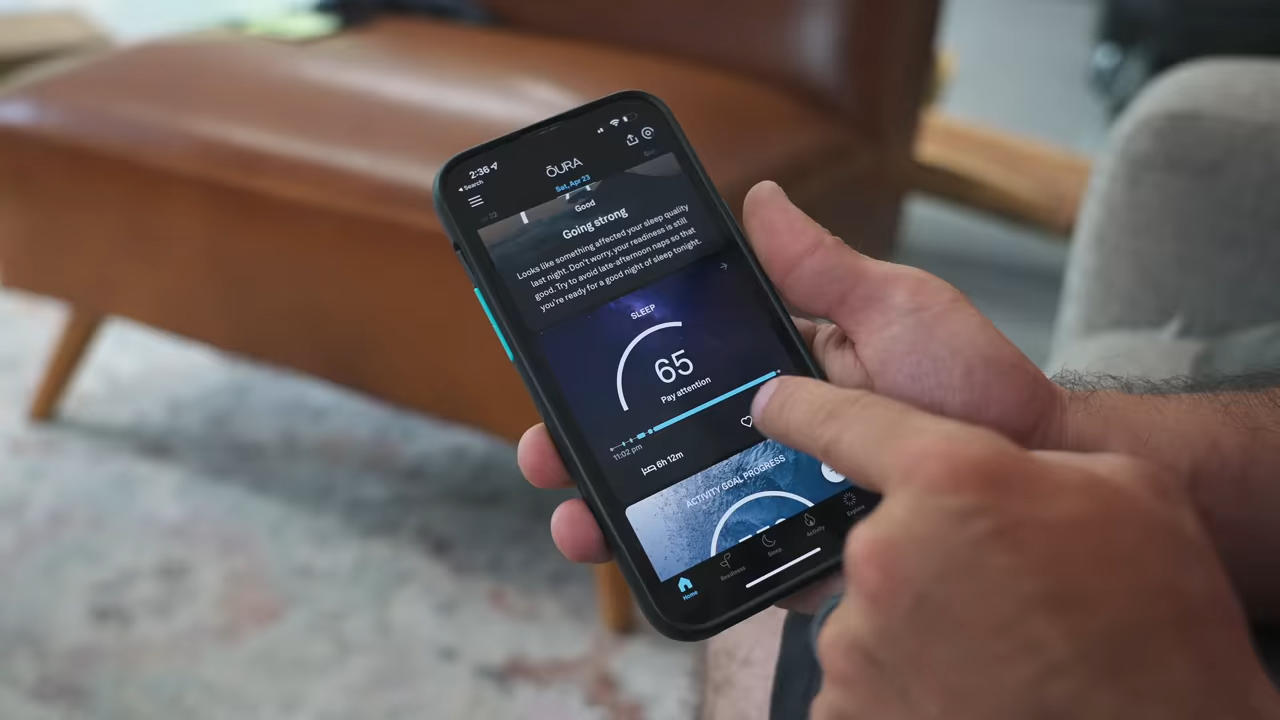 2:36
Search
ŌURA
Sat, Apr 23
Good
Going strong
Looks like something affected your sleep quality
last night. Don't worry, your readiness is still
good. Try to avoid late-afternoon naps so that
you're ready for a good night of sleep tonight.
SLEEP
65
Pay attention
11:02 pm
6h 12m
ACTIVITY GOAL PROGRESS
Home
Readiness
Sleep
Activity
Explore